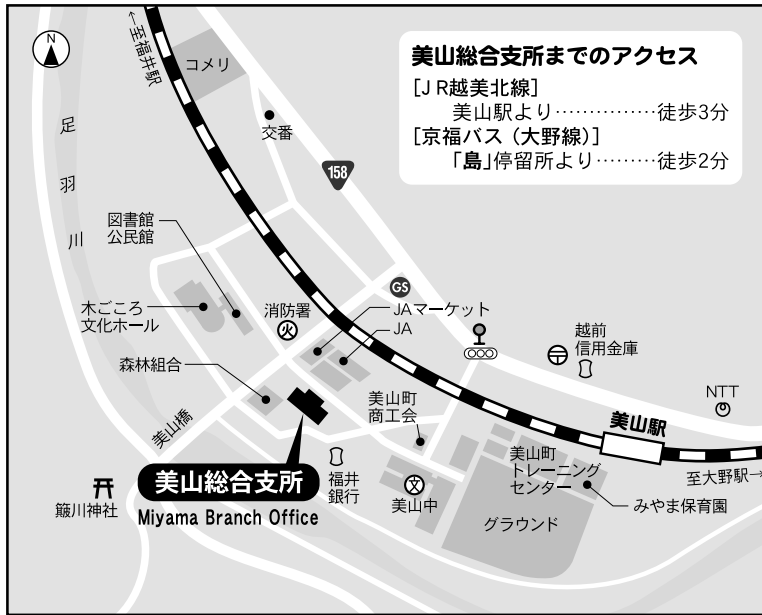 N
←至福井駅
コメリ
美山総合支所までのアクセス
[JR越美北線]
美山駅より……………徒歩3分
[京福バス(大野線)]
「島」停留所より………徒歩2分
交番
158
足羽川
図書館
公民館
GS
JAマーケット
JA
消防署
火
木ごころ
文化ホール
越前
信用金庫
森林組合
美山橋
美山町
商工会
NTT
美山駅
至大野駅→
美山町
トレーニング
センター
みやま保育園
グラウンド
文
美山中
福井
銀行
美山総合支所
Miyama Branch Office
簸川神社